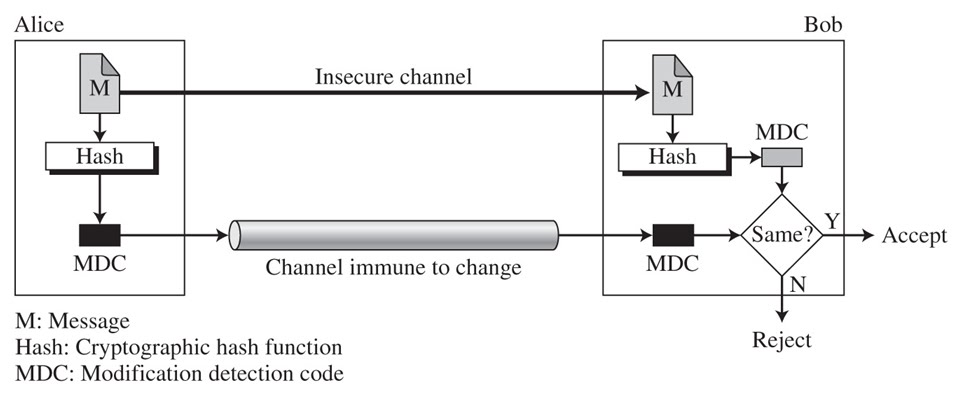 Alice
Bob
M
Insecure channel
M
Hash
Hash
MDC
MDC
Channel immune to change
MDC
Same?
Y
Accept
N
Reject
M: Message
Hash: Cryptographic hash function
MDC: Modification detection code